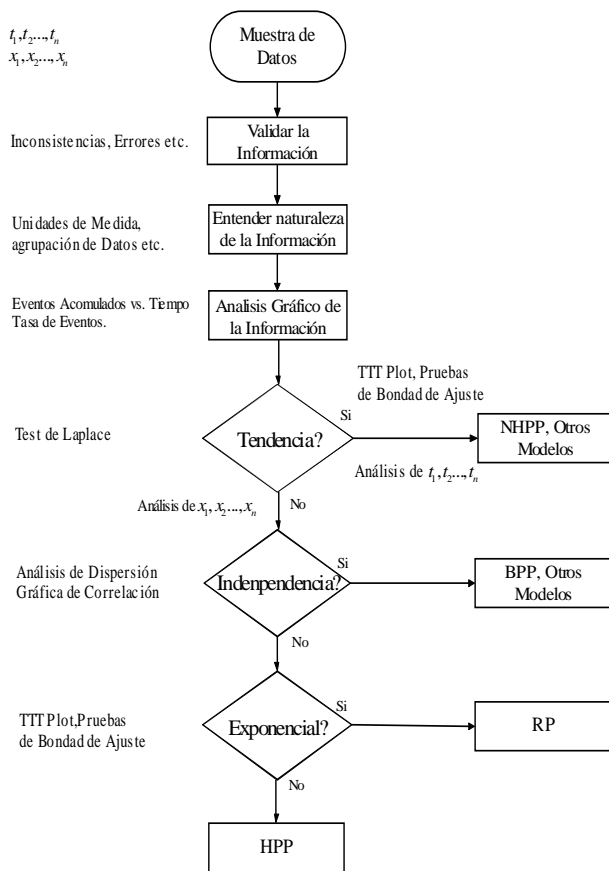 t₁,t₂...,tₙ
x₁,x₂...,xₙ
Muestra de
Datos
Inconsistencias, Errores etc.
Validar la
Información
Unidades de Medida,
agrupación de Datos etc.
Entender naturaleza
de la Información
Eventos Acomulados vs. Tiempo
Tasa de Eventos.
Analisis Gráfico de
la Información
TTT Plot, Pruebas
de Bondad de Ajuste
Si
Test de Laplace
Tendencia?
NHPP, Otros
Modelos
Análisis de t₁,t₂...,tₙ
Análisis de x₁,x₂...,xₙ
No
Análisis de Dispersión
Gráfica de Correlación
Indenpendencia?
Si
BPP, Otros
Modelos
No
TTT Plot,Pruebas
de Bondad de Ajuste
Exponencial?
Si
RP
No
HPP